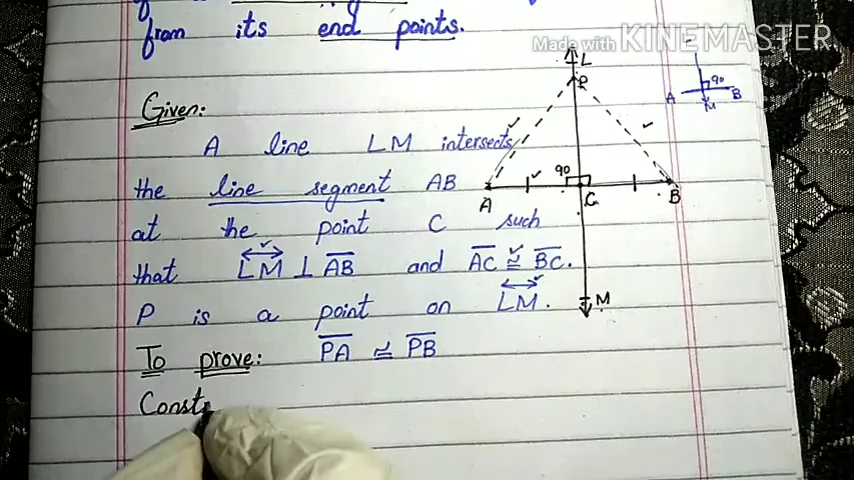 from its end points.
Made with KINEMASTER
Given:
A line LM intersects
the line segment AB
at the point C such
that LM ⊥ AB and AC ≅ BC.
P is a point on LM.
To prove: PA ≅ PB
Const
L
P
90
A
C
B
M
90
A
B
M